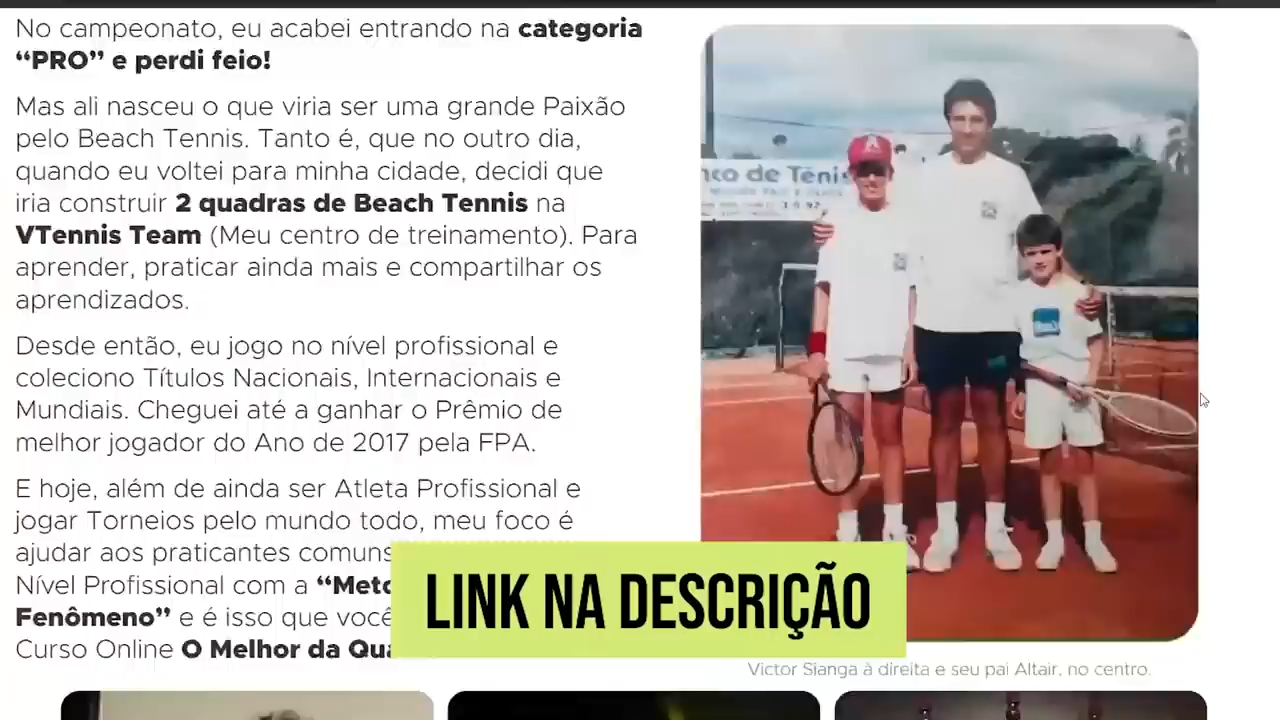 No campeonato, eu acabei entrando na categoria
“PRO” e perdi feio!
Mas ali nasceu o que viria ser uma grande Paixão
pelo Beach Tennis. Tanto é, que no outro dia,
quando eu voltei para minha cidade, decidi que
iria construir 2 quadras de Beach Tennis na
VTennis Team (Meu centro de treinamento). Para
aprender, praticar ainda mais e compartilhar os
aprendizados.
Desde então, eu jogo no nível profissional e
coleciono Títulos Nacionais, Internacionais e
Mundiais. Cheguei até a ganhar o Prêmio de
melhor jogador do Ano de 2017 pela FPA.
E hoje, além de ainda ser Atleta Profissional e
jogar Torneios pelo mundo todo, meu foco é
ajudar aos praticantes comuns
Nível Profissional com a
Fenômeno” e é isso que você
Curso Online O Melhor da
LINK NA DESCRIÇÃO
de Tênis
A
Victor Sianga à direita e seu pai Altair, no centro.